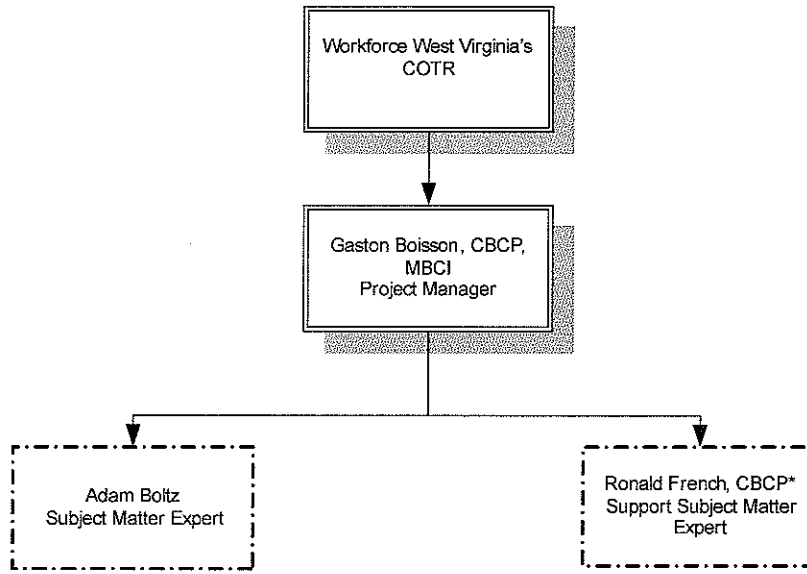 Workforce West Virginia's
COTR
Gaston Boisson, CBCP,
MBCI
Project Manager
Adam Boltz
Subject Matter Expert
Ronald French, CBCP*
Support Subject Matter
Expert